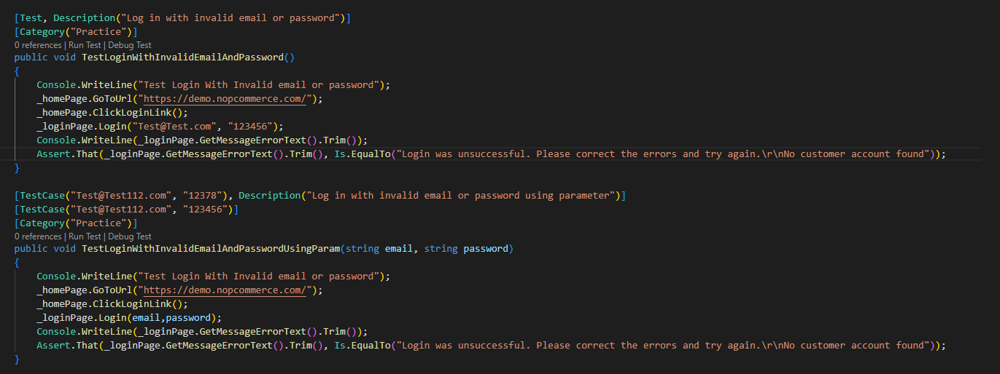 [Test, Description("Log in with invalid email or password")]
[Category("Practice")]
0 references | Run Test | Debug Test
public void TestLoginWithInvalidEmailAndPassword()
{
Console.WriteLine("Test Login With Invalid email or password");
_homePage.GoToUrl("https://demo.nopcommerce.com/");
_homePage.ClickLoginLink();
_loginPage.Login("Test@Test.com", "123456");
Console.WriteLine(_loginPage.GetMessageErrorText().Trim());
Assert.That(_loginPage.GetMessageErrorText().Trim(), Is.EqualTo("Login was unsuccessful. Please correct the errors and try again.\r\nNo customer account found"));
}
[TestCase("Test@Test112.com", "12378"), Description("Log in with invalid email or password using parameter")]
[TestCase("Test@Test112.com", "123456")]
[Category("Practice")]
0 references | Run Test | Debug Test
public void TestLoginWithInvalidEmailAndPasswordUsingParam(string email, string password)
{
Console.WriteLine("Test Login With Invalid email or password");
_homePage.GoToUrl("https://demo.nopcommerce.com/");
_homePage.ClickLoginLink();
_loginPage.Login(email,password);
Console.WriteLine(_loginPage.GetMessageErrorText().Trim());
Assert.That(_loginPage.GetMessageErrorText().Trim(), Is.EqualTo("Login was unsuccessful. Please correct the errors and try again.\r\nNo customer account found"));
}